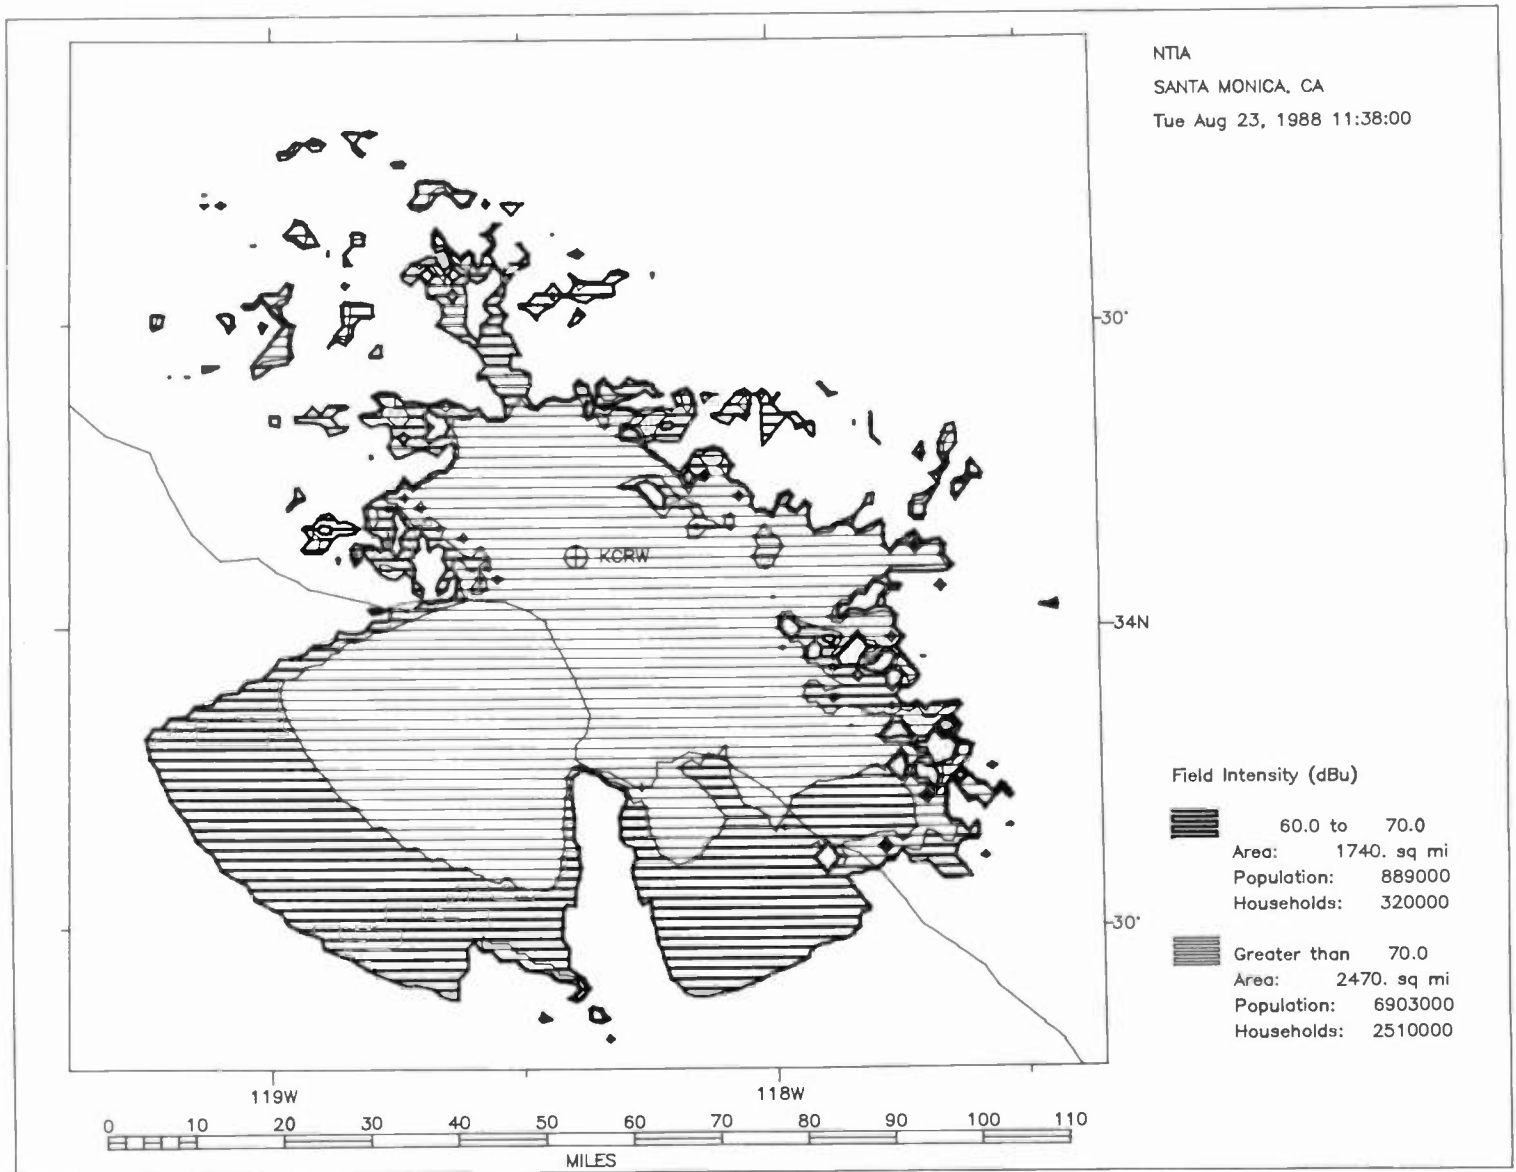 NTIA
SANTA MONICA, CA
Tue Aug 23, 1988 11:38:00
30°
KCRW
34N
30°
Field Intensity (dBu)
60.0 to 70.0
Area: 1740. sq mi
Population: 889000
Households: 320000
Greater than 70.0
Area: 2470. sq mi
Population: 6903000
Households: 2510000
119W 118W
0 10 20 30 40 50 60 70 80 90 100 110
MILES